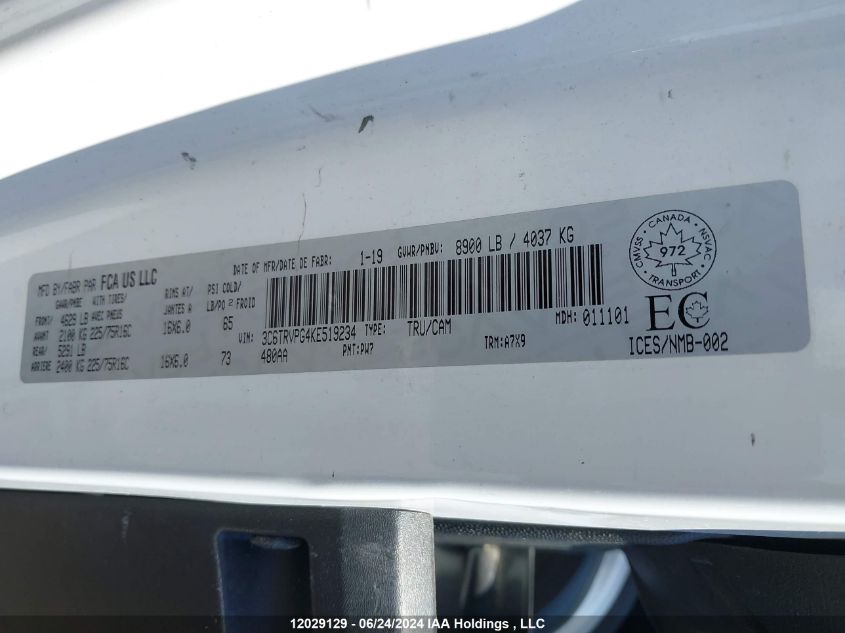 MFD BY/FABR PAR FCA US LLC
DATE OF MFR/DATE DE FABR: 1-19 GVWR/PNBV: 8900 LB / 4037 KG
GAWR/PNBE WITH TIRES/ RIMS AT/ PSI COLD/
AVEC PNEUS JANTES A LB/PO² FROID
FRONT/ 4629 LB
AVANT 2100 KG 225/75R16C 16X6.0 65
REAR/ 5291 LB
ARRIERE 2400 KG 225/75R16C 16X6.0 73
VIN: 3C6TRVPG4KE519234 TYPE: TRU/CAM MDH: 011101
480AA PNT:PW7 TRM:A7X9
CANADA
CMVSS NSVAC
972
TRANSPORT
EC
ICES/NMB-002
12029129 - 06/24/2024 IAA Holdings , LLC